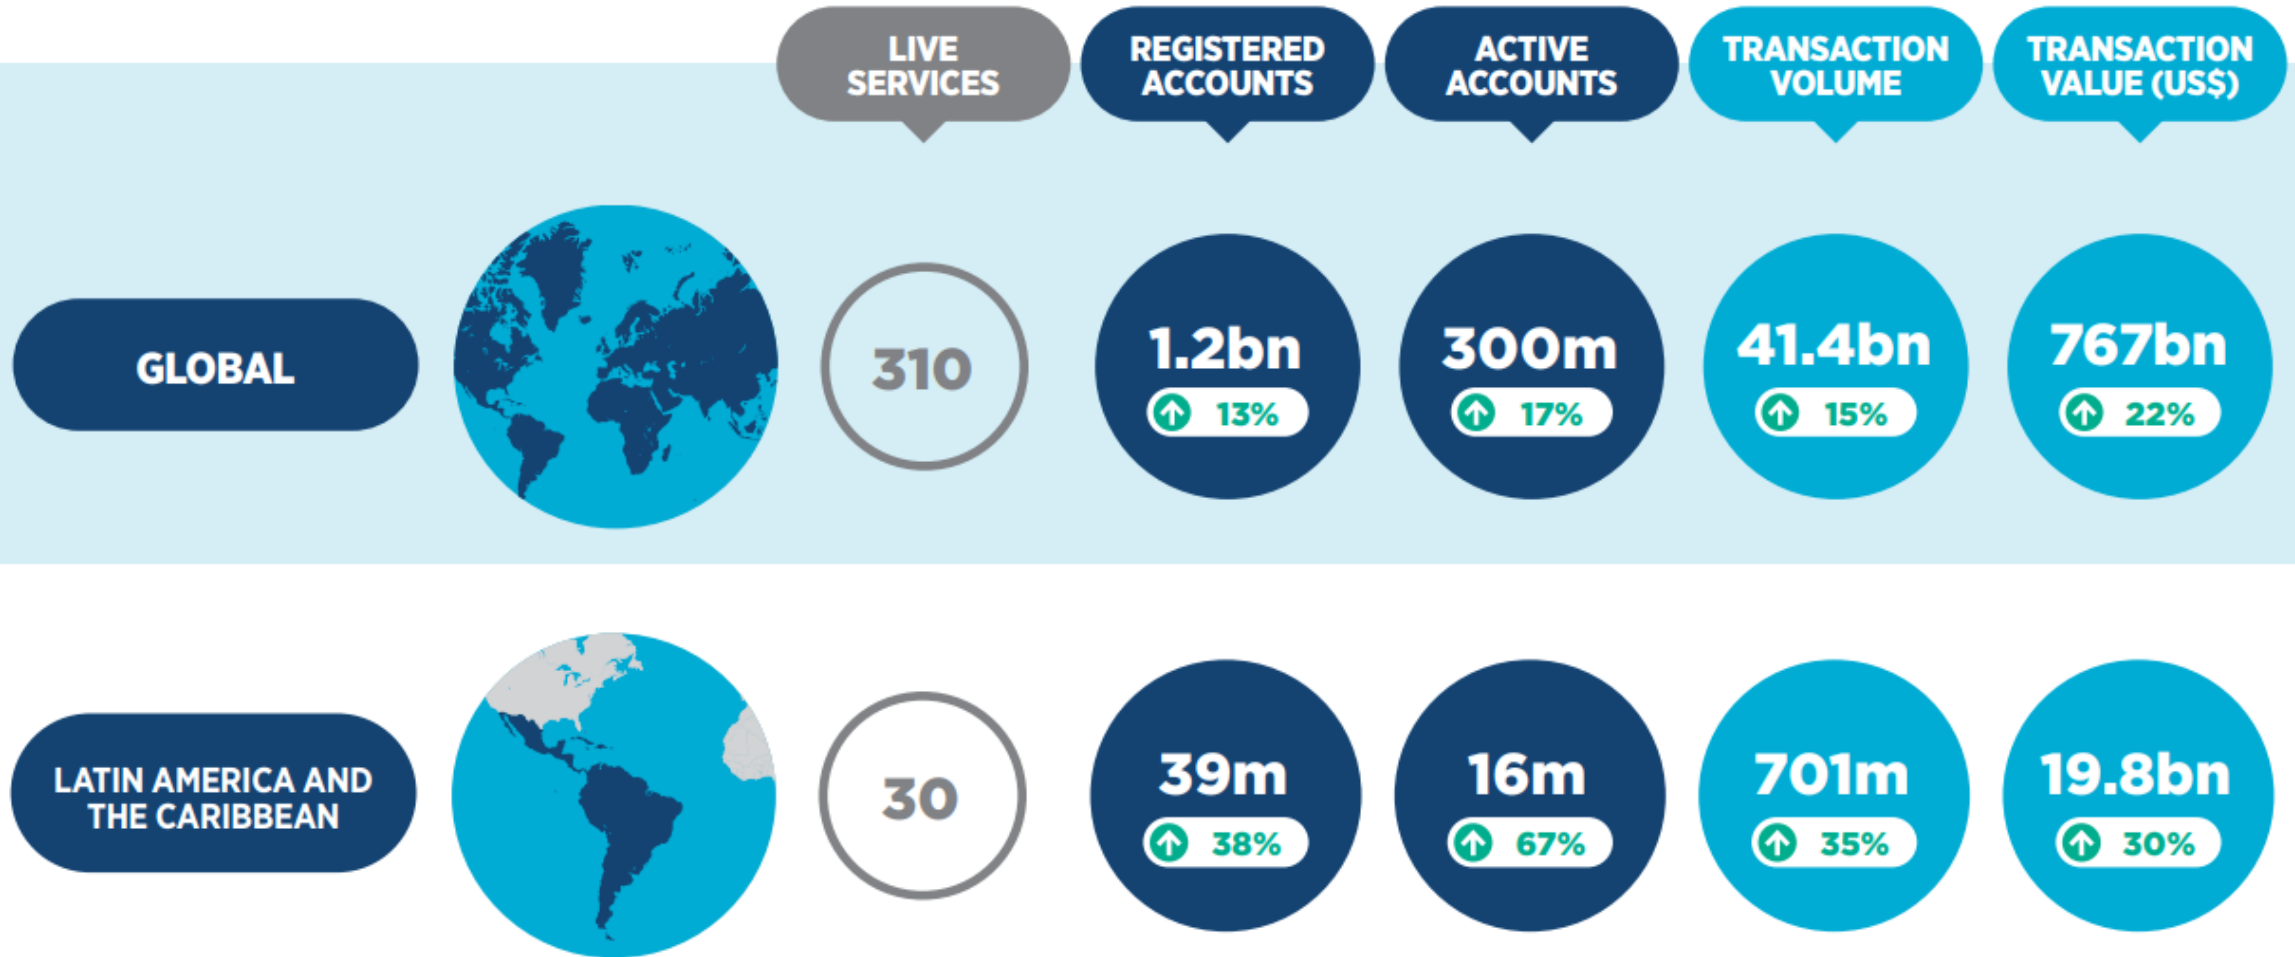 LIVE
SERVICES
REGISTERED
ACCOUNTS
ACTIVE
ACCOUNTS
TRANSACTION
VOLUME
TRANSACTION
VALUE (US$)
GLOBAL
310
1.2bn
13%
300m
17%
41.4bn
15%
767bn
22%
LATIN AMERICA AND
THE CARIBBEAN
30
39m
38%
16m
67%
701m
35%
19.8bn
30%